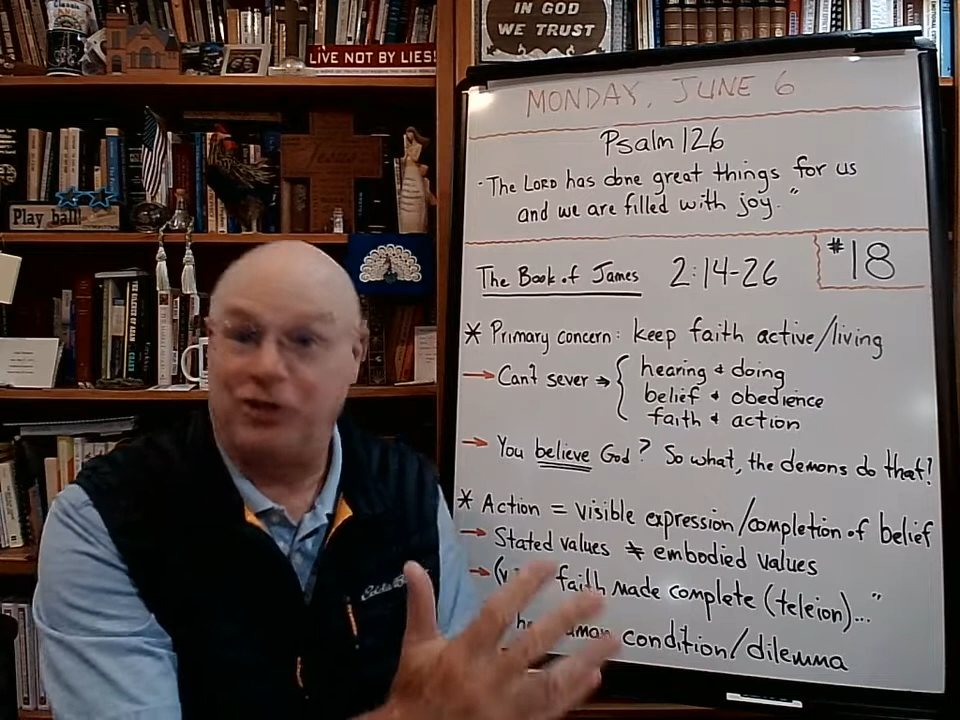 IN GOD
WE TRUST
LIVE NOT BY LIES!
Play ball
Jesus
MONDAY, JUNE 6
Psalm 126
"The LORD has done great things for us
and we are filled with joy."
The Book of James 2:14-26 #18
* Primary concern: keep faith active/living
→ Can't sever → { hearing & doing
belief & obedience
faith & action
→ You believe God? So what, the demons do that!
* Action = visible expression/completion of belief
→ Stated values ≠ embodied values
→ (v faith made complete (teleion)..."
condition/dilemma